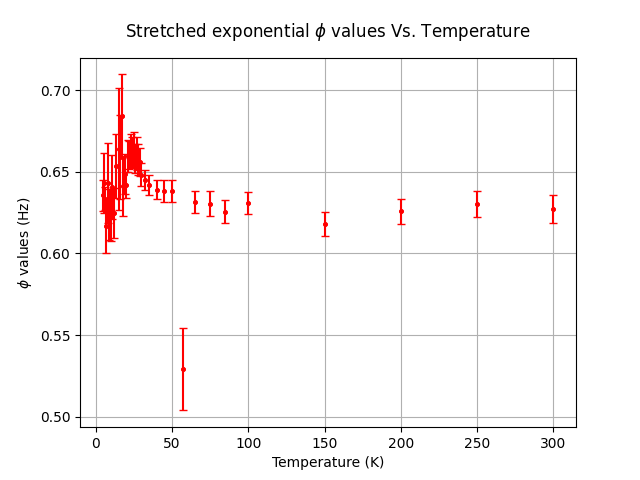 Stretched exponential ϕ values Vs. Temperature
0.70
0.65
0.60
0.55
0.50
ϕ values (Hz)
0 50 100 150 200 250 300
Temperature (K)